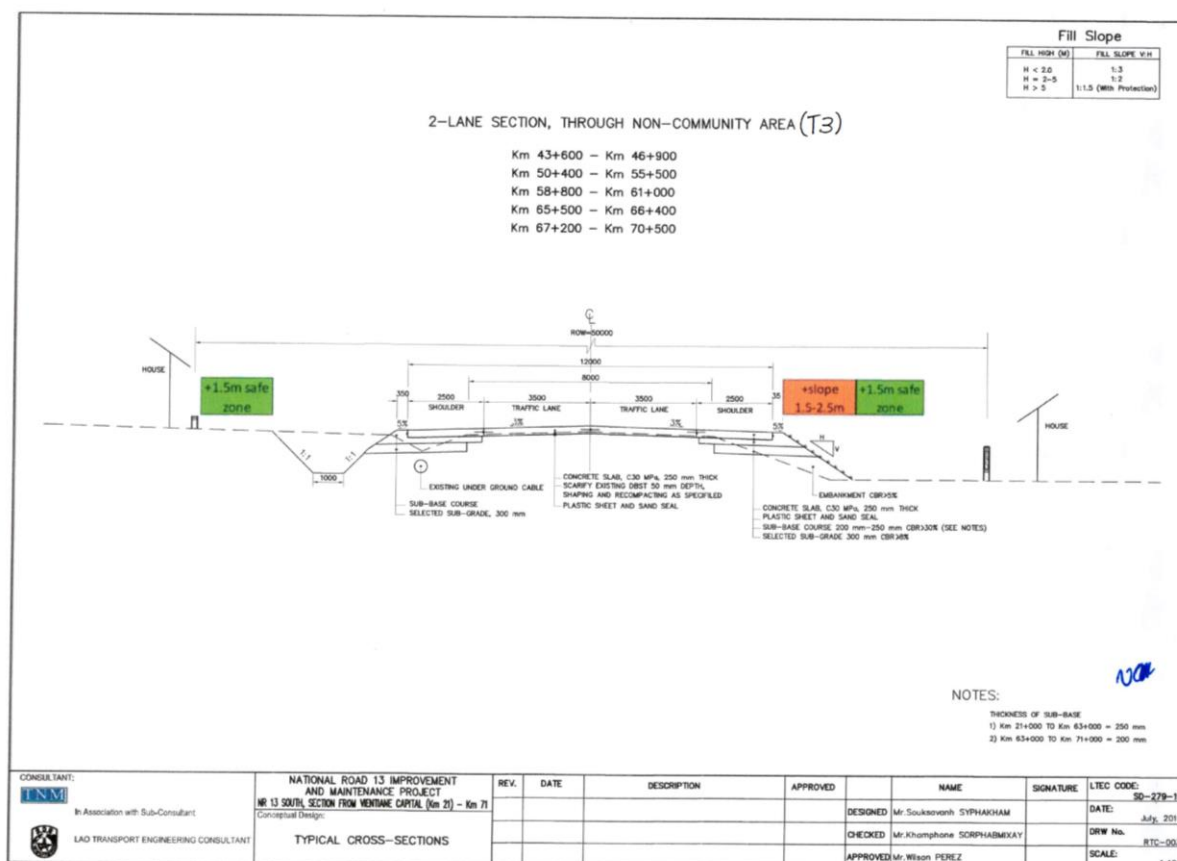 Fill Slope
FILL HIGH (M) FILL SLOPE V:H
H < 2.0 1:3
H = 2-5 1:2
H > 5 1:1.5 (With Protection)
2-LANE SECTION, THROUGH NON-COMMUNITY AREA (T3)
Km 43+600 - Km 46+900
Km 50+400 - Km 55+500
Km 58+800 - Km 61+000
Km 65+500 - Km 66+400
Km 67+200 - Km 70+500
ROW=50000
12000
8000
HOUSE
+1.5m safe
zone
350 2500 3500 3500 2500
SHOULDER TRAFFIC LANE TRAFFIC LANE SHOULDER
+slope
1.5-2.5m
+1.5m safe
zone
HOUSE
5% 3% 5%
1:1 1:1
1000
H
V
EXISTING UNDER GROUND CABLE
SUB-BASE COURSE
SELECTED SUB-GRADE, 300 mm
CONCRETE SLAB, C30 MPa, 250 mm THICK
SCARIFY EXISTING DBST 50 mm DEPTH,
SHAPING AND RECOMPACTING AS SPECIFIED
PLASTIC SHEET AND SAND SEAL
EMBANKMENT CBR>5%
CONCRETE SLAB, C30 MPa, 250 mm THICK
PLASTIC SHEET AND SAND SEAL
SUB-BASE COURSE 200 mm-250 mm CBR>30% (SEE NOTES)
SELECTED SUB-GRADE 300 mm CBR>8%
NOTES:
THICKNESS OF SUB-BASE
1) Km 21+000 TO Km 63+000 = 250 mm
2) Km 63+000 TO Km 71+000 = 200 mm
CONSULTANT:
TNM
In Association with Sub-Consultant
LAO TRANSPORT ENGINEERING CONSULTANT
NATIONAL ROAD 13 IMPROVEMENT
AND MAINTENANCE PROJECT
NR 13 SOUTH, SECTION FROM VIENTIANE CAPITAL (Km 21) - Km 71
Conceptual Design:
TYPICAL CROSS-SECTIONS
REV. DATE DESCRIPTION APPROVED NAME SIGNATURE
DESIGNED Mr.Souksavanh SYPHAKHAM
CHECKED Mr.Khamphone SORPHABMIXAY
APPROVED Mr.Wilson PEREZ
LTEC CODE:
SD-279-1
DATE:
July, 201
DRW No.
RTC-00
SCALE: